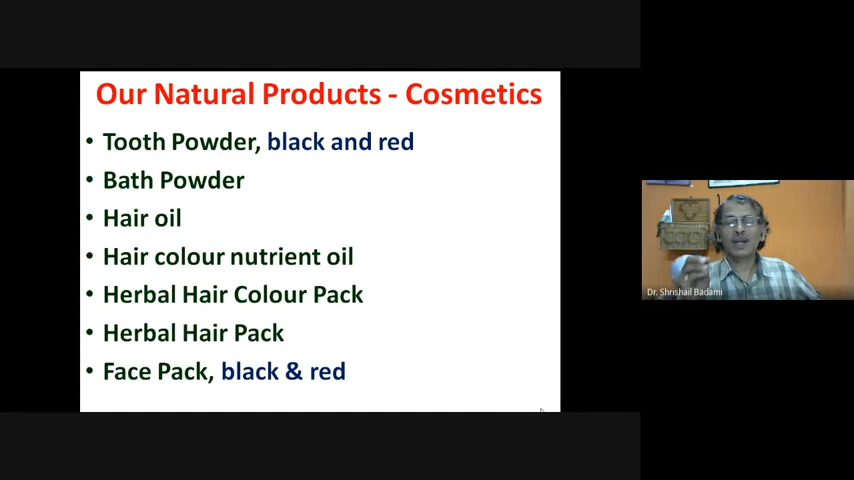 Our Natural Products - Cosmetics
• Tooth Powder, black and red
• Bath Powder
• Hair oil
• Hair colour nutrient oil
• Herbal Hair Colour Pack
• Herbal Hair Pack
• Face Pack, black & red
Dr. Shrishail Badami